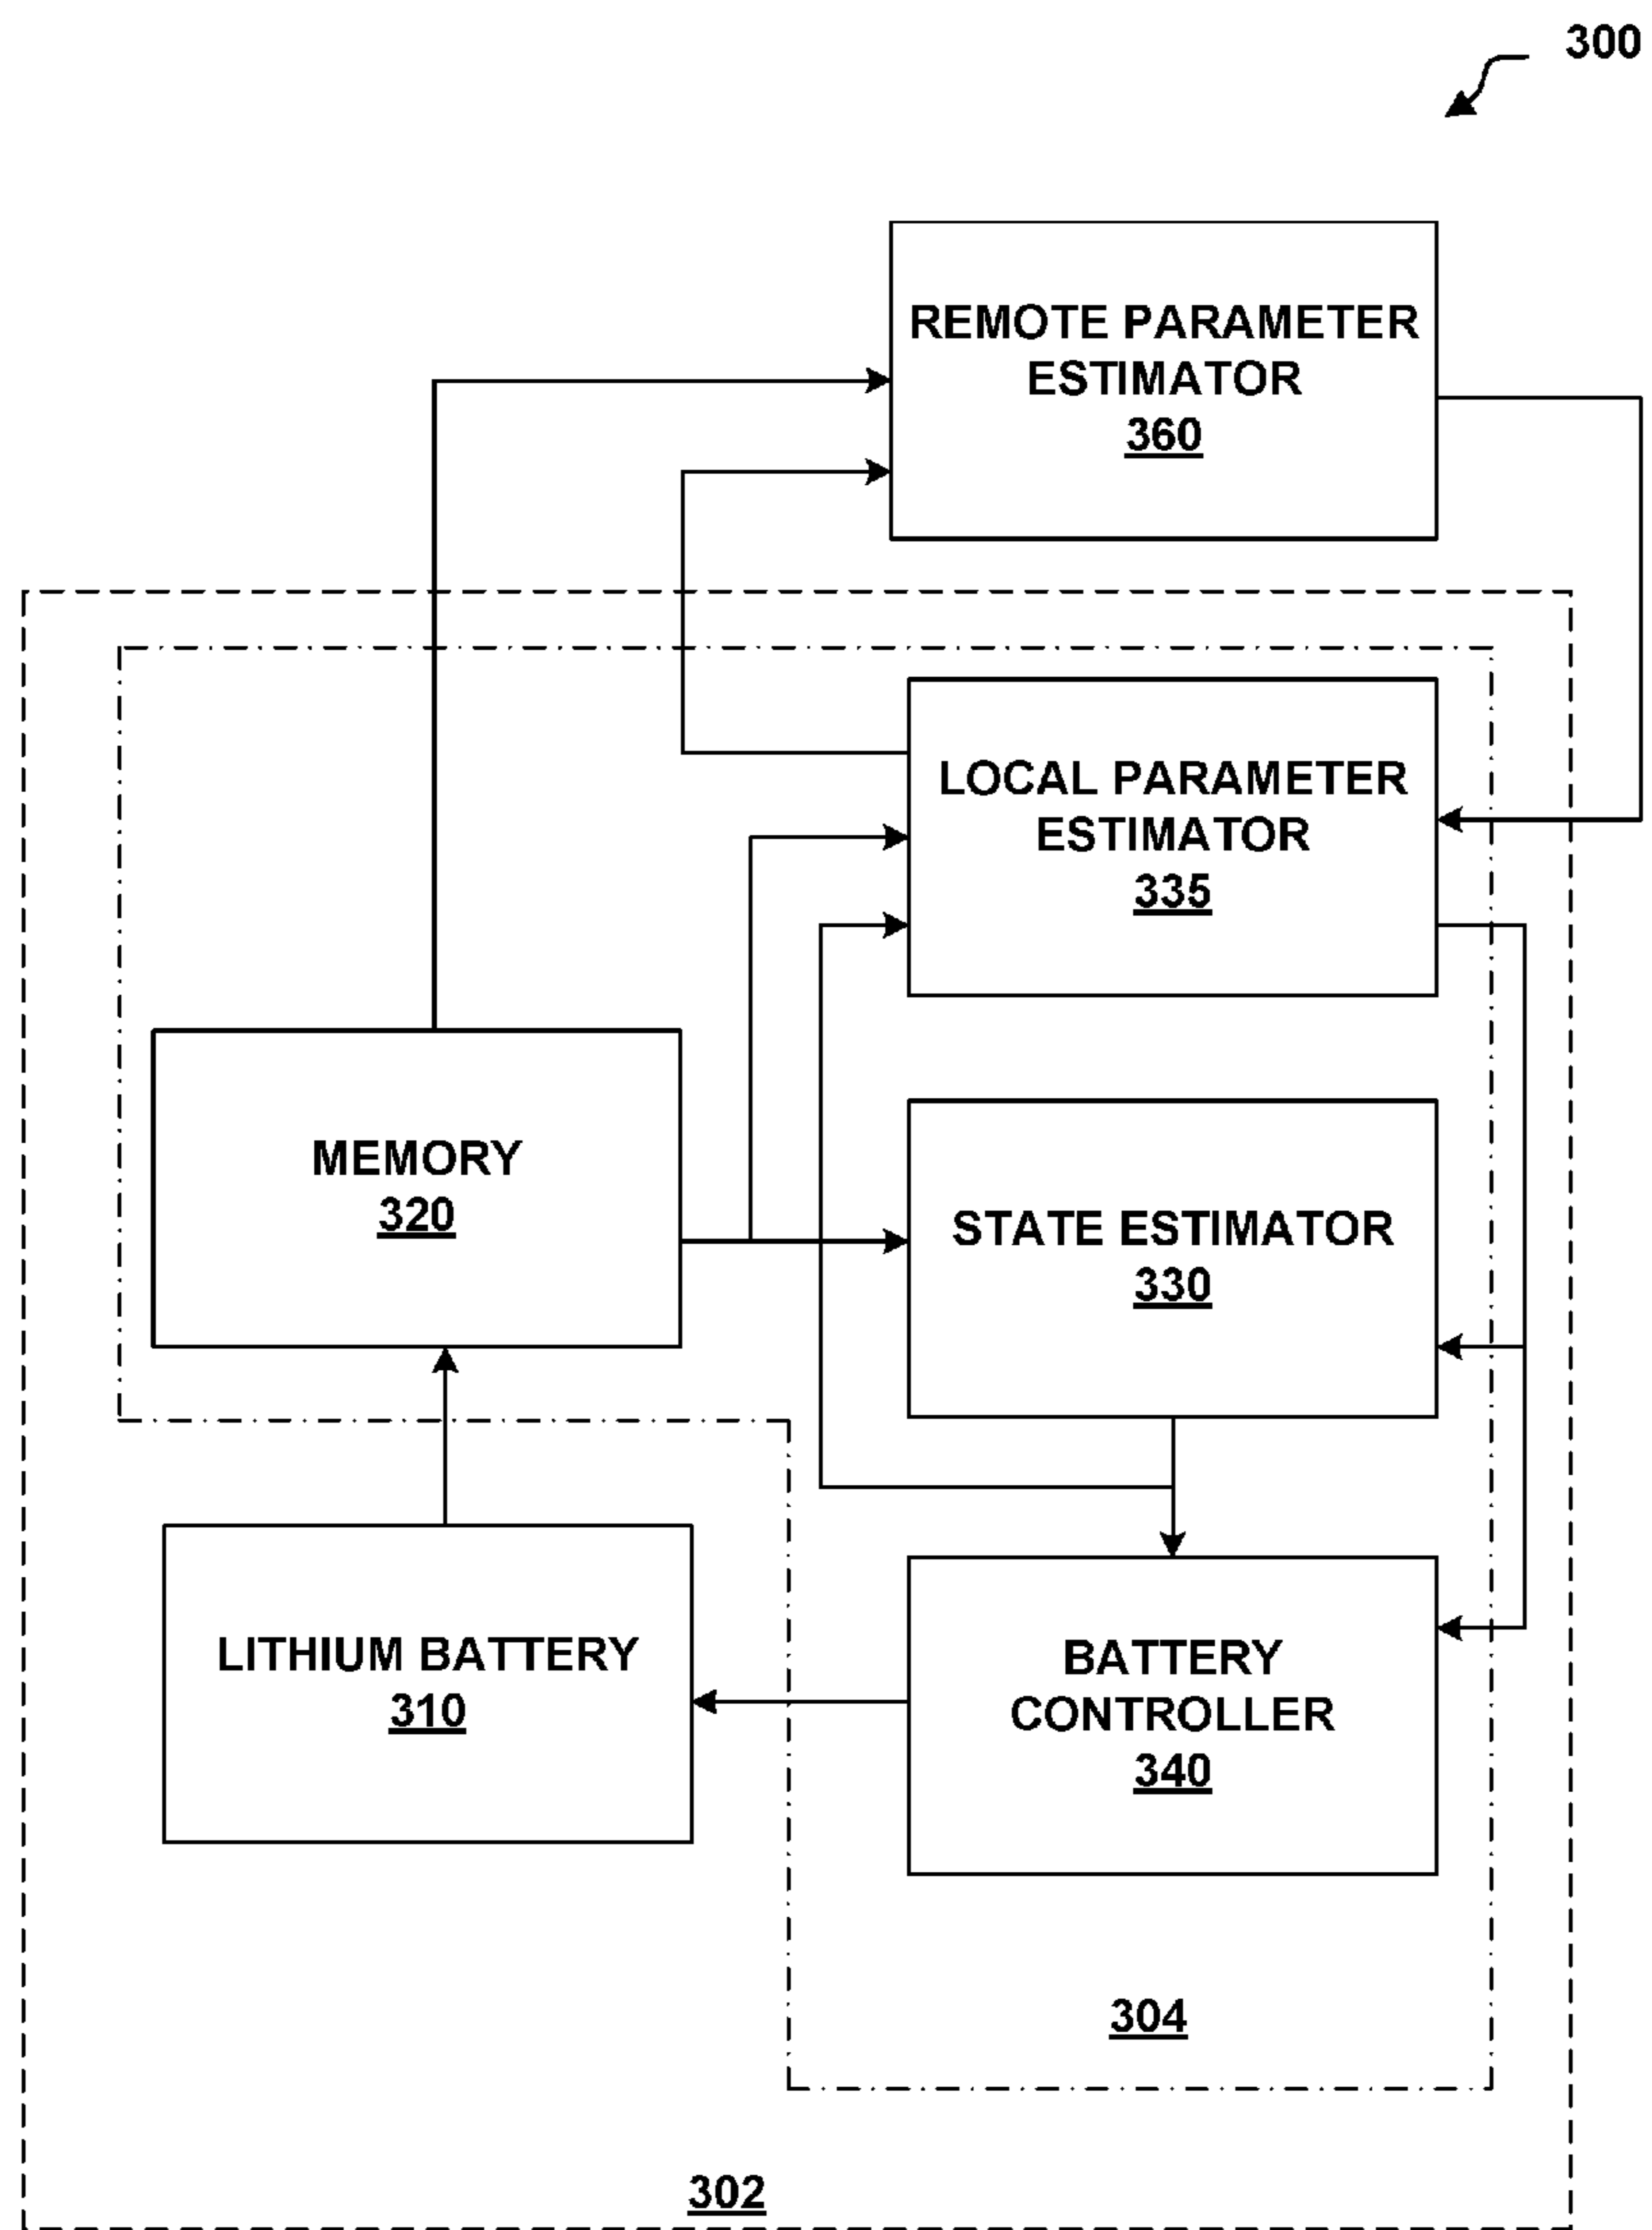 300
REMOTE PARAMETER
ESTIMATOR
360
LOCAL PARAMETER
ESTIMATOR
335
MEMORY
320
STATE ESTIMATOR
330
LITHIUM BATTERY
310
BATTERY
CONTROLLER
340
304
302